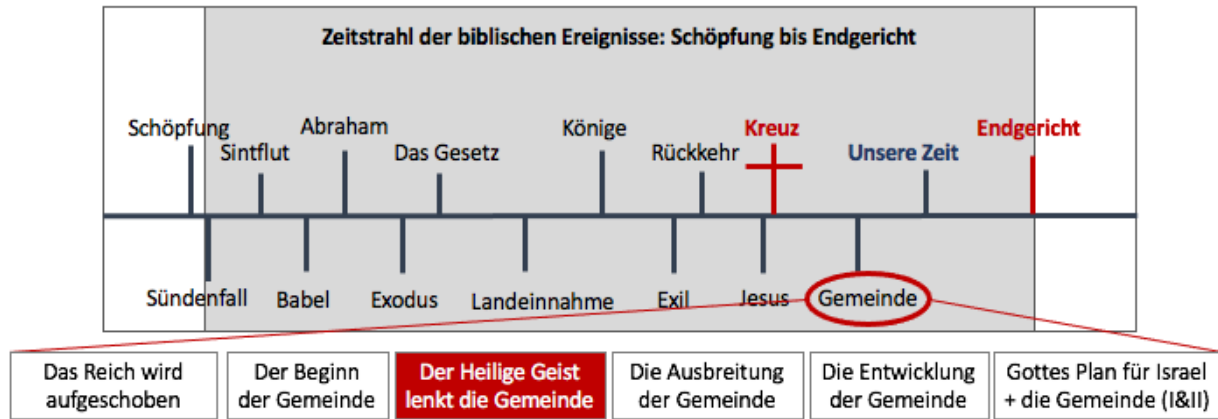 Zeitstrahl der biblischen Ereignisse: Schöpfung bis Endgericht
Schöpfung
Sintflut
Abraham
Das Gesetz
Könige
Rückkehr
Kreuz
Unsere Zeit
Endgericht
Sündenfall
Babel
Exodus
Landeinnahme
Exil
Jesus
Gemeinde
Das Reich wird
aufgeschoben
Der Beginn
der Gemeinde
Der Heilige Geist
lenkt die Gemeinde
Die Ausbreitung
der Gemeinde
Die Entwicklung
der Gemeinde
Gottes Plan für Israel
+ die Gemeinde (I&II)